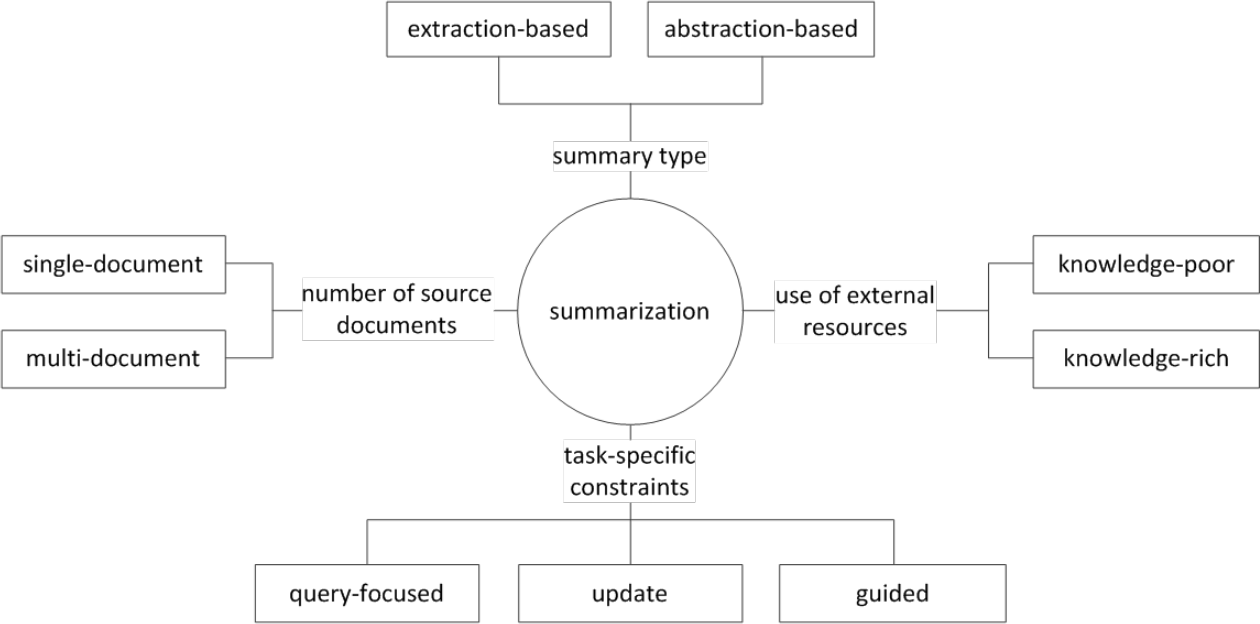 extraction-based
abstraction-based
summary type
single-document
multi-document
number of source
documents
summarization
use of external
resources
knowledge-poor
knowledge-rich
task-specific
constraints
query-focused
update
guided